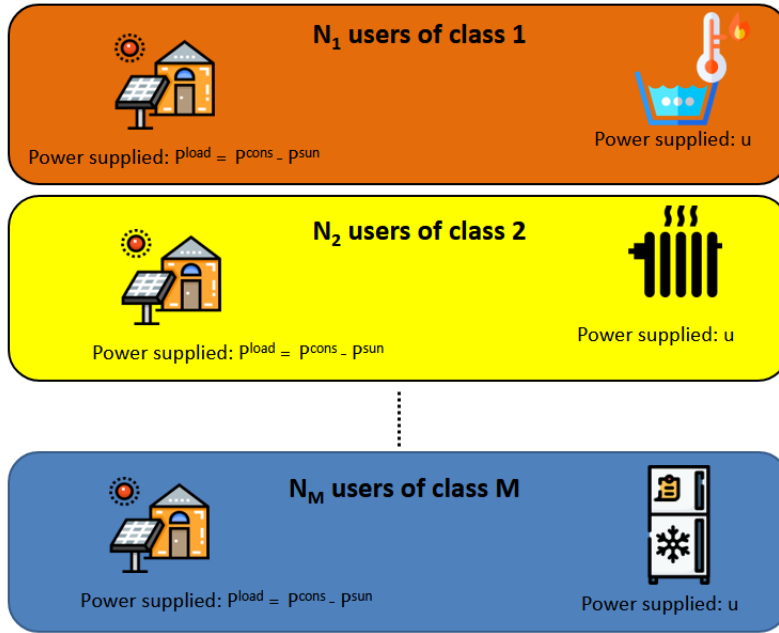 N₁ users of class 1
Power supplied: Pˡᵒᵃᵈ = Pᶜᵒⁿˢ - Pˢᵘⁿ
Power supplied: u
N₂ users of class 2
Power supplied: Pˡᵒᵃᵈ = Pᶜᵒⁿˢ - Pˢᵘⁿ
Power supplied: u
N_M users of class M
Power supplied: Pˡᵒᵃᵈ = Pᶜᵒⁿˢ - Pˢᵘⁿ
Power supplied: u